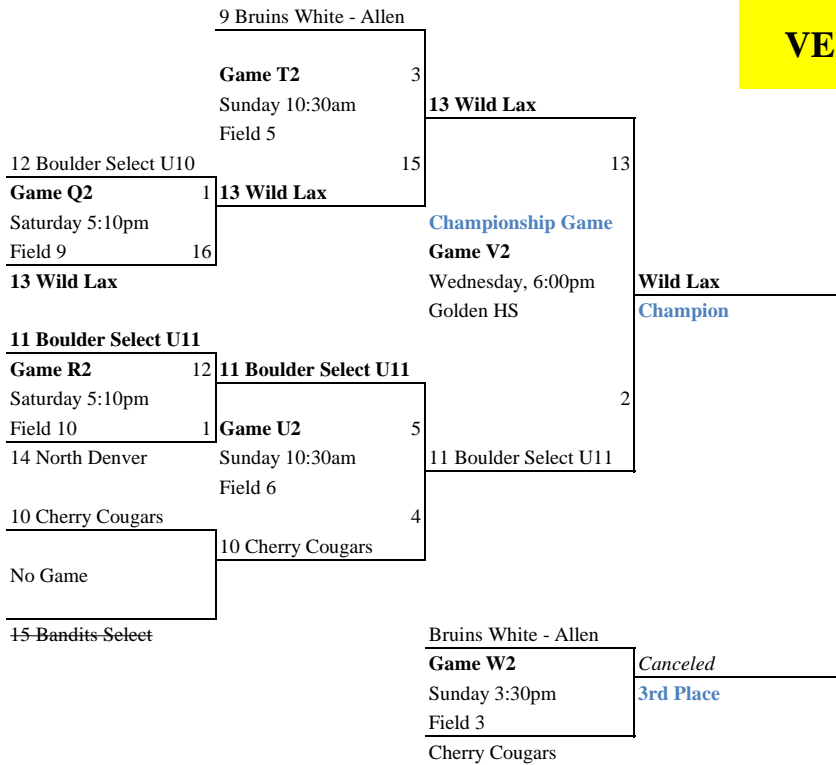 9 Bruins White - Allen
VE
Game T2 3
Sunday 10:30am
13 Wild Lax
Field 5
12 Boulder Select U10
15
13
Game Q2 1
13 Wild Lax
Saturday 5:10pm
Championship Game
Field 9 16
Game V2
13 Wild Lax
Wednesday, 6:00pm
Wild Lax
Golden HS
Champion
11 Boulder Select U11
Game R2 12
11 Boulder Select U11
Saturday 5:10pm
2
Field 10 1
Game U2 5
14 North Denver
Sunday 10:30am
11 Boulder Select U11
Field 6
10 Cherry Cougars
4
10 Cherry Cougars
No Game
15 Bandits Select
Bruins White - Allen
Game W2
Canceled
Sunday 3:30pm
3rd Place
Field 3
Cherry Cougars